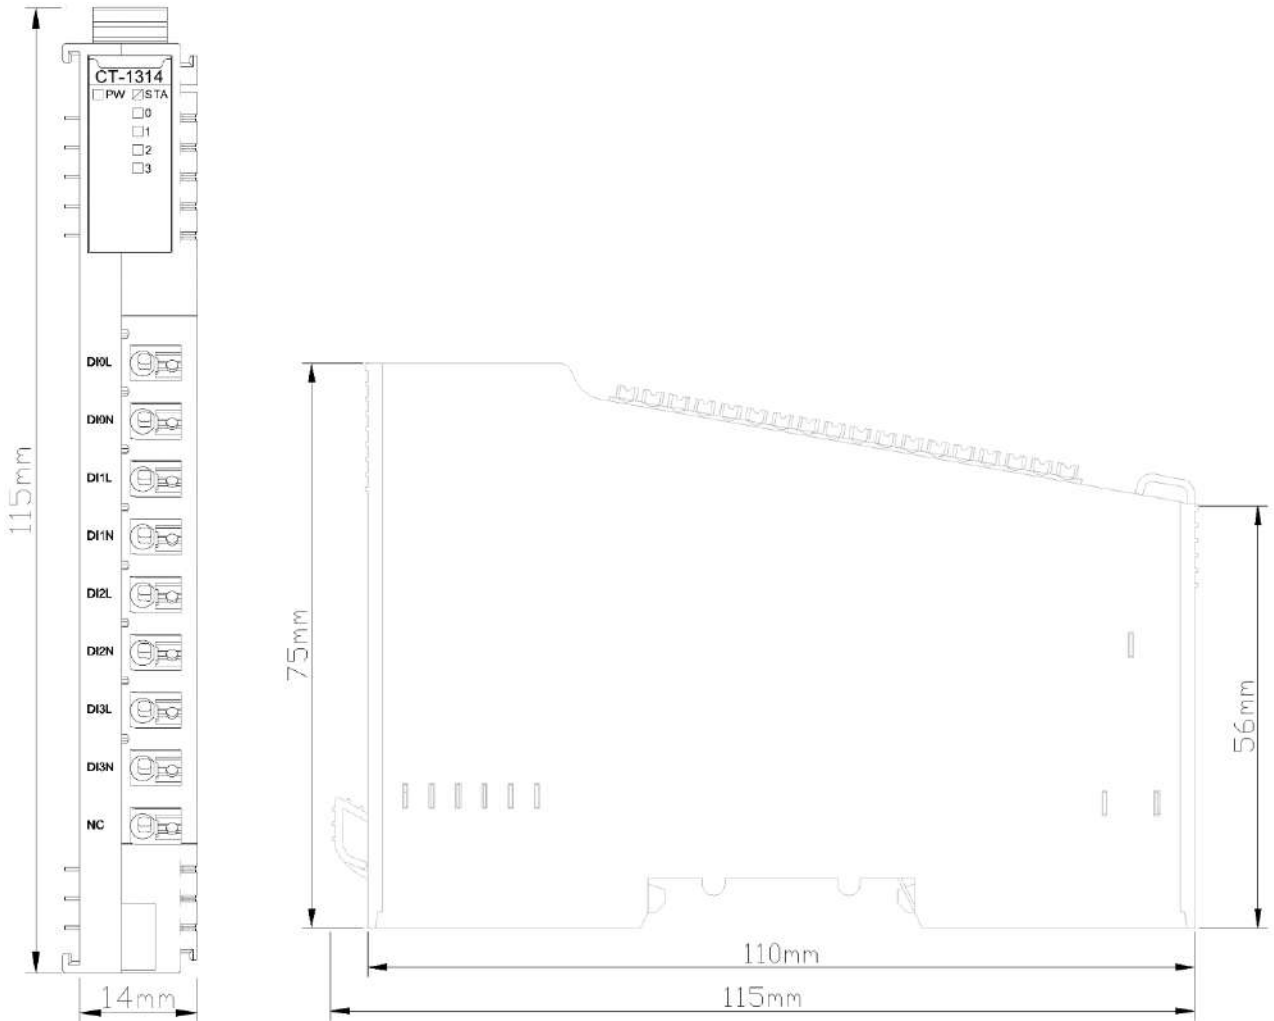 CT-1314
PW STA
0
1
2
3
DI0L
DI0N
DI1L
DI1N
DI2L
DI2N
DI3L
DI3N
NC
115mm
14mm
75mm
56mm
110mm
115mm